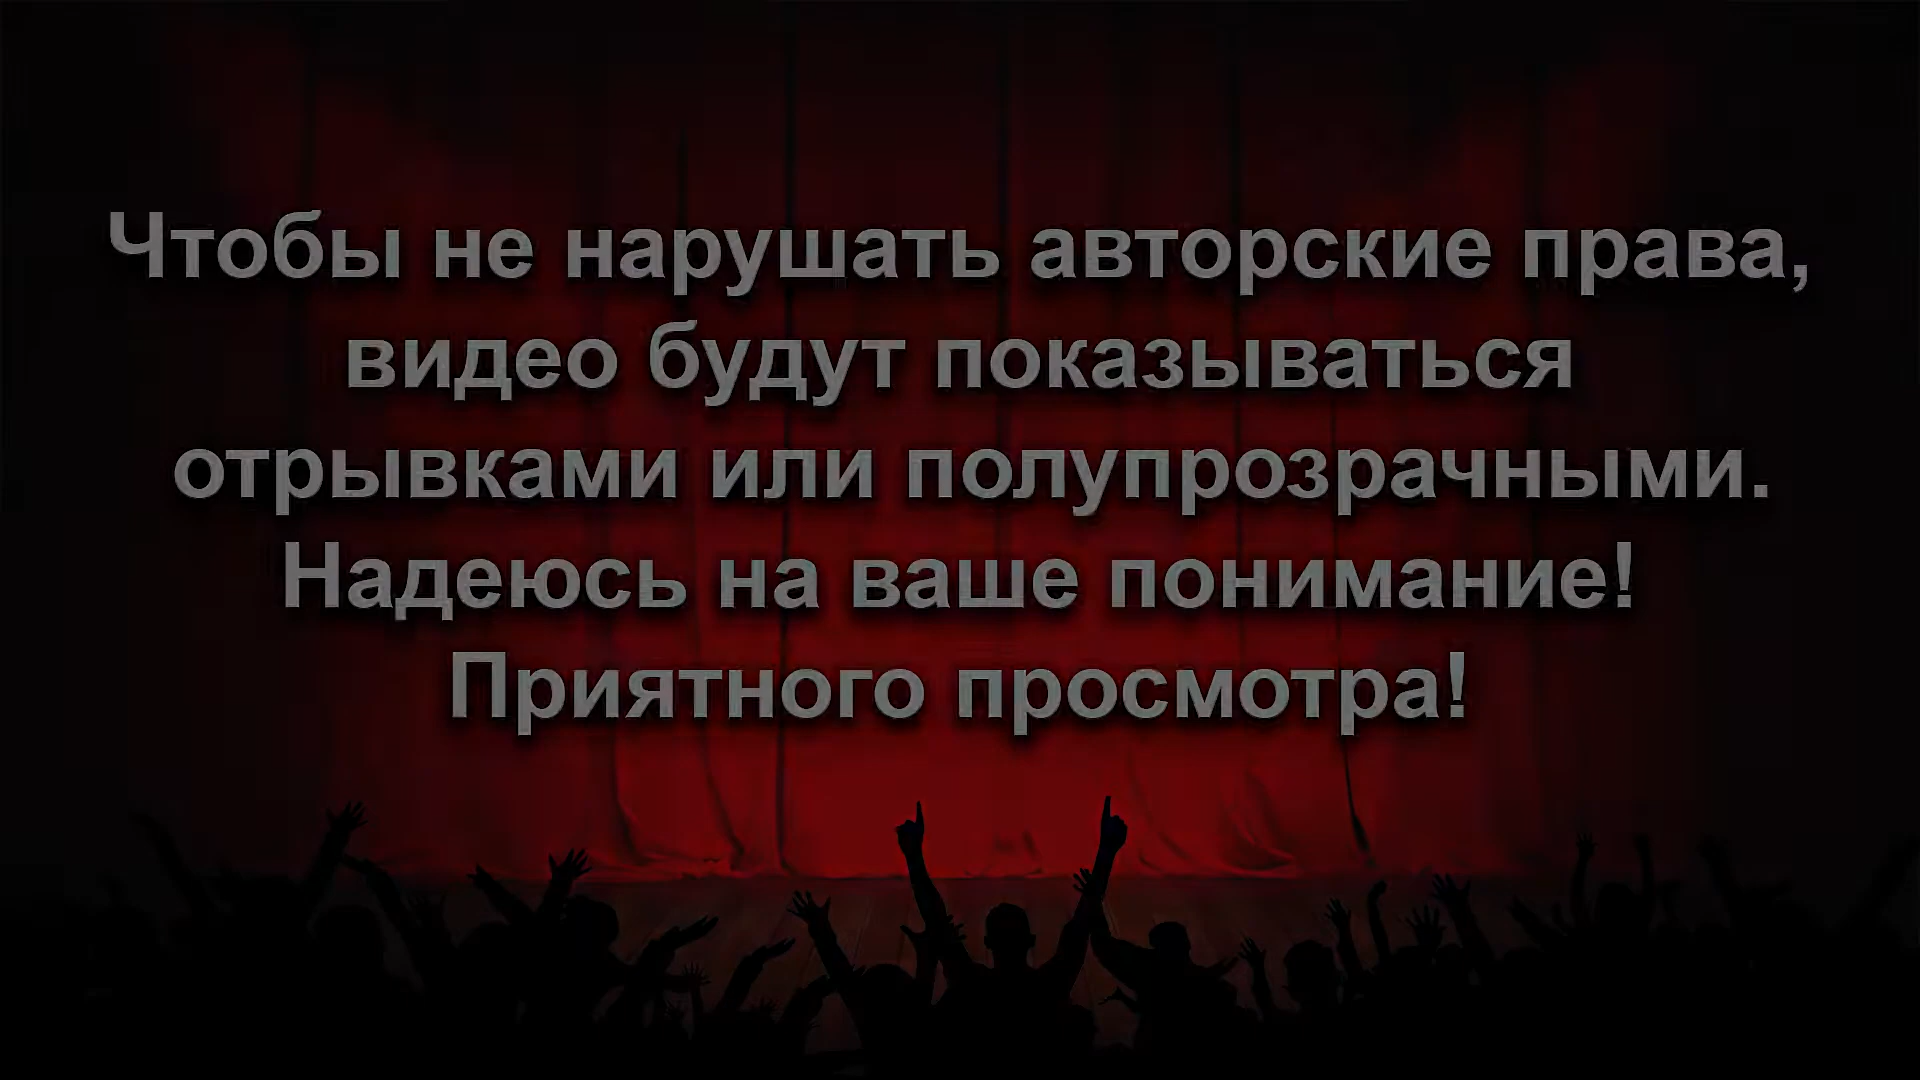 Чтобы не нарушать авторские права,
видео будут показываться
отрывками или полупрозрачными.
Надеюсь на ваше понимание!
Приятного просмотра!